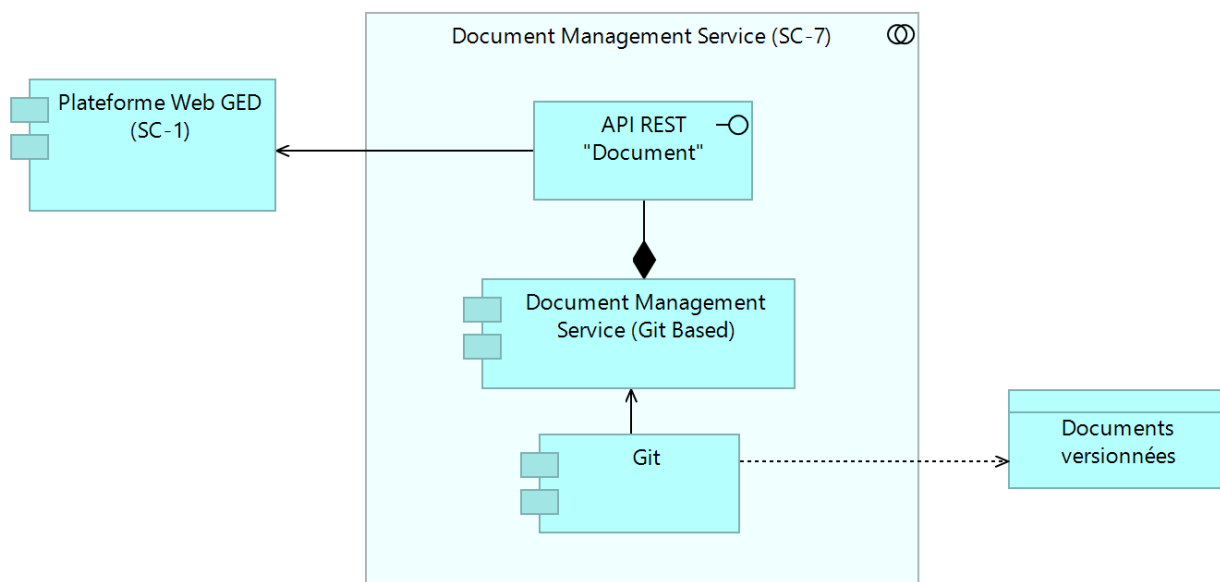 Document Management Service (SC-7)
Plateforme Web GED
(SC-1)
API REST
"Document"
Document Management
Service (Git Based)
Git
Documents
versionnées